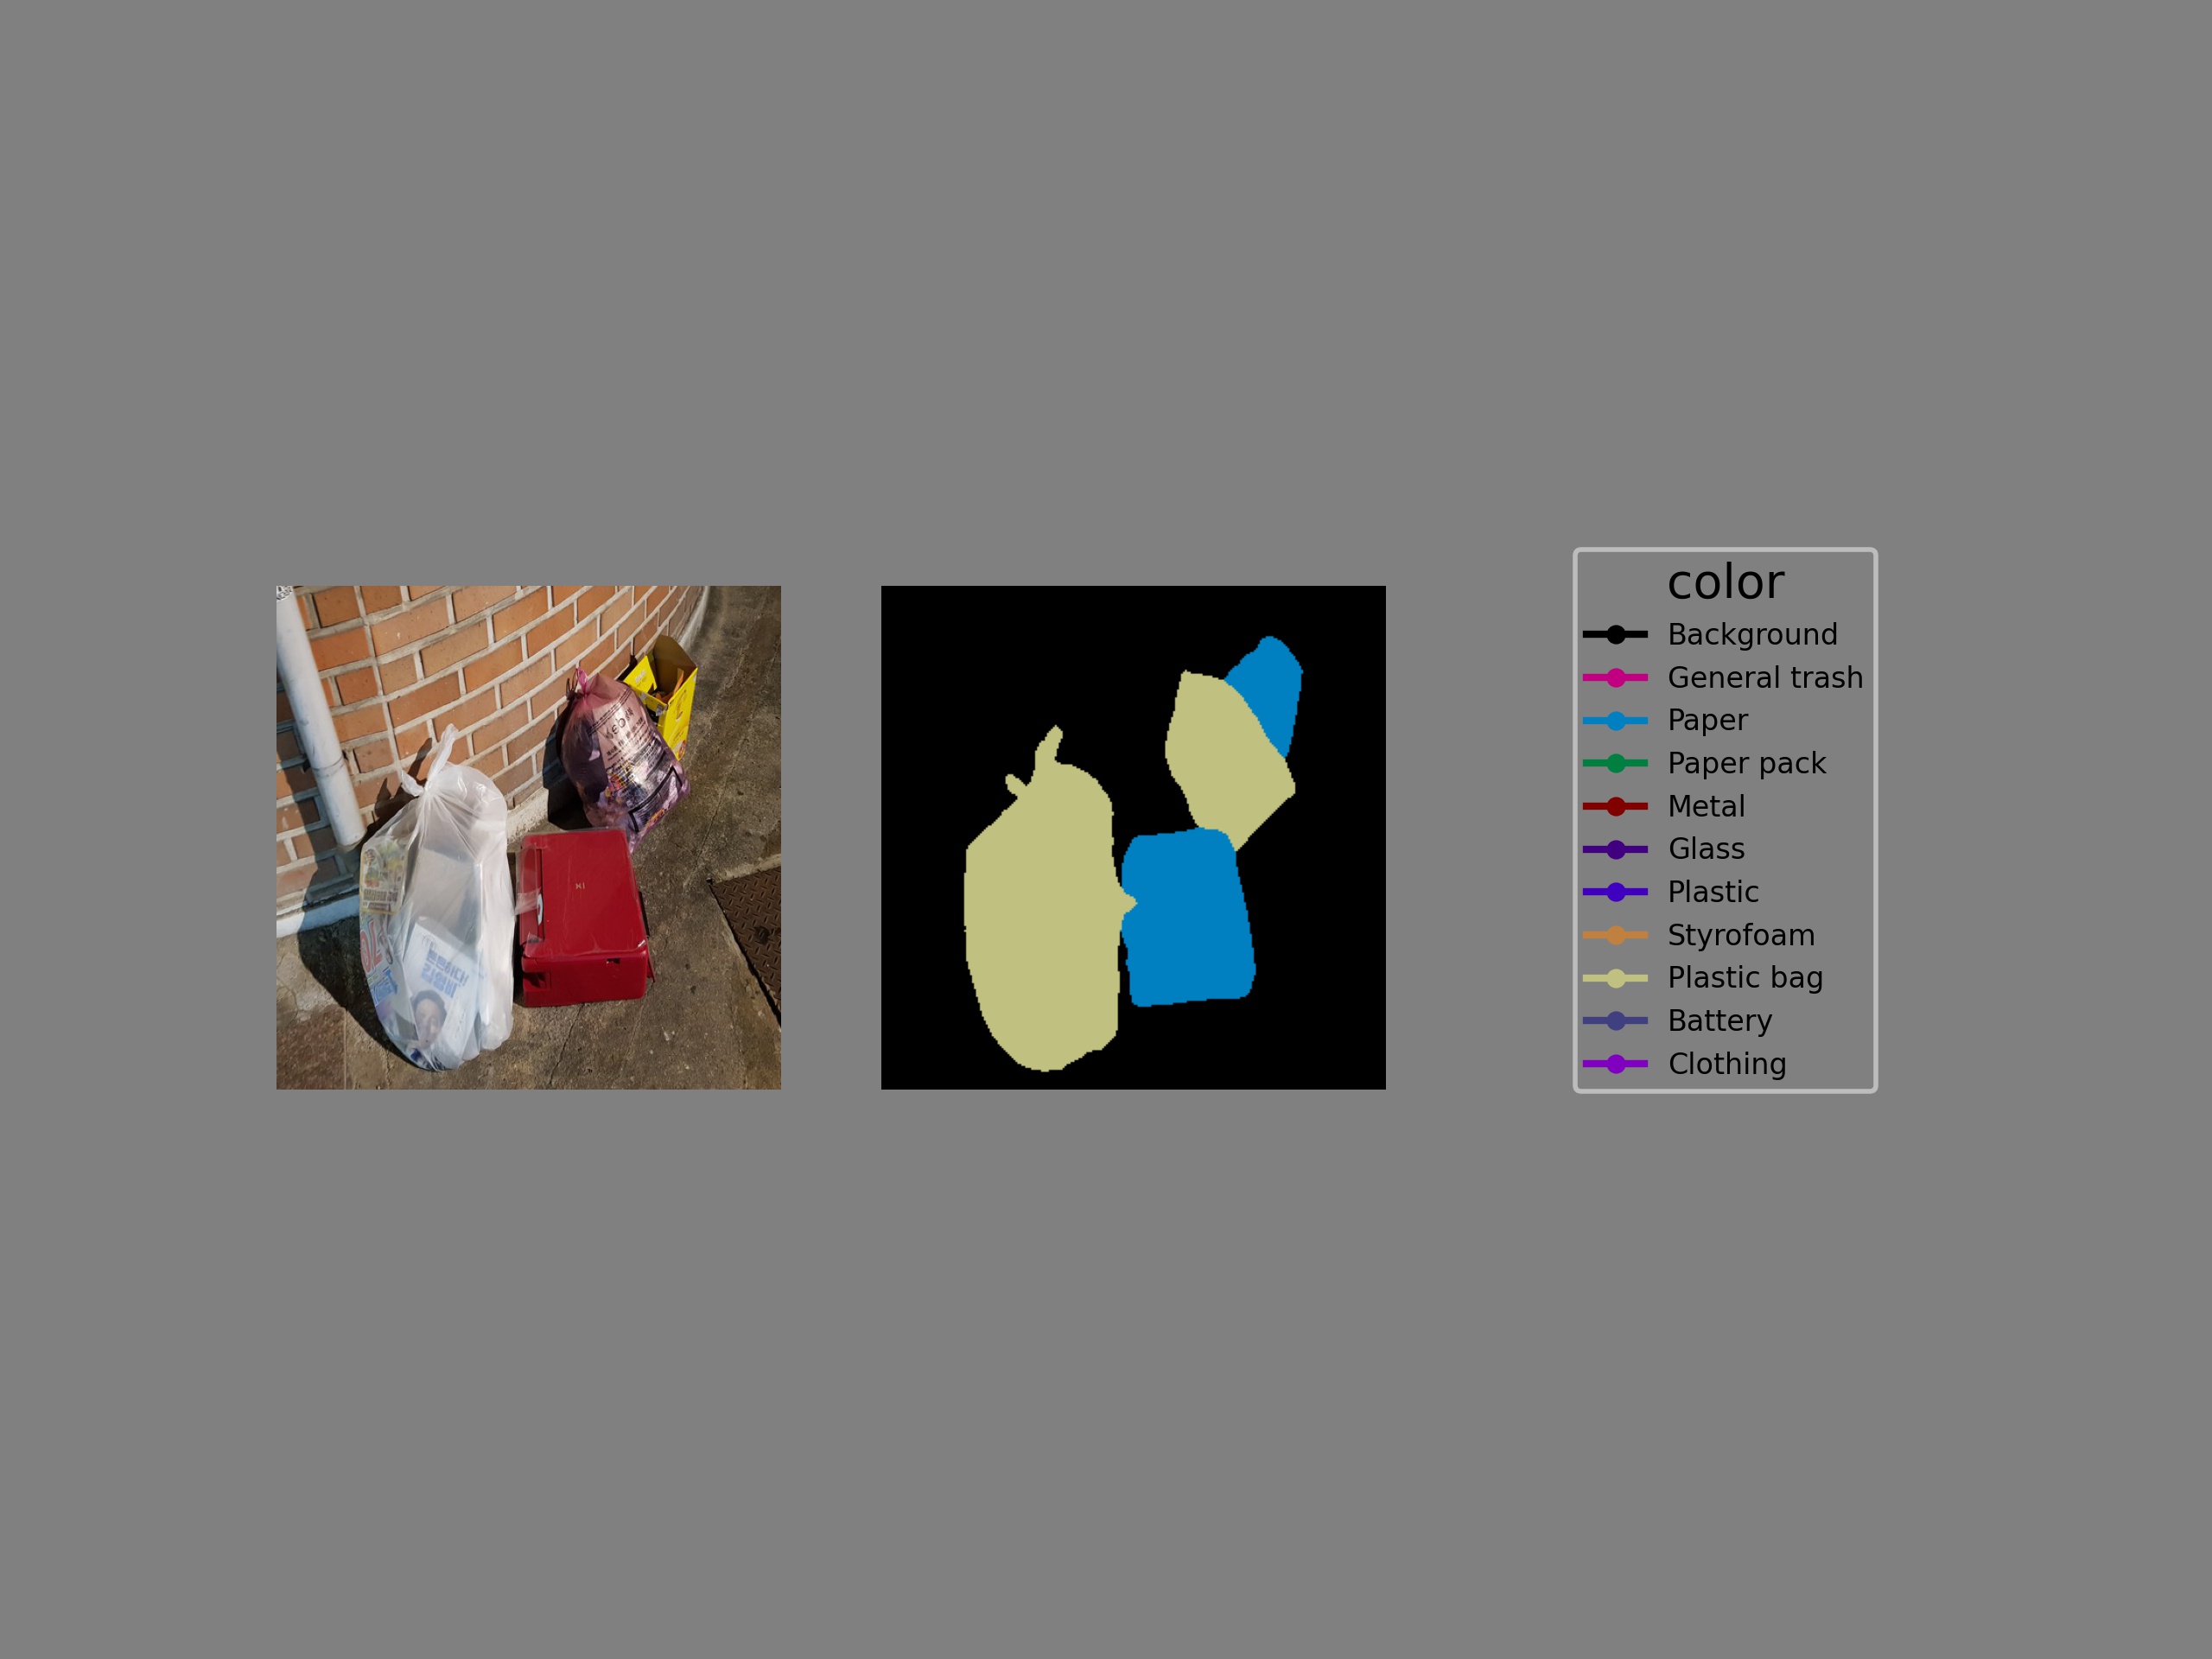 color
Background
General trash
Paper
Paper pack
Metal
Glass
Plastic
Styrofoam
Plastic bag
Battery
Clothing